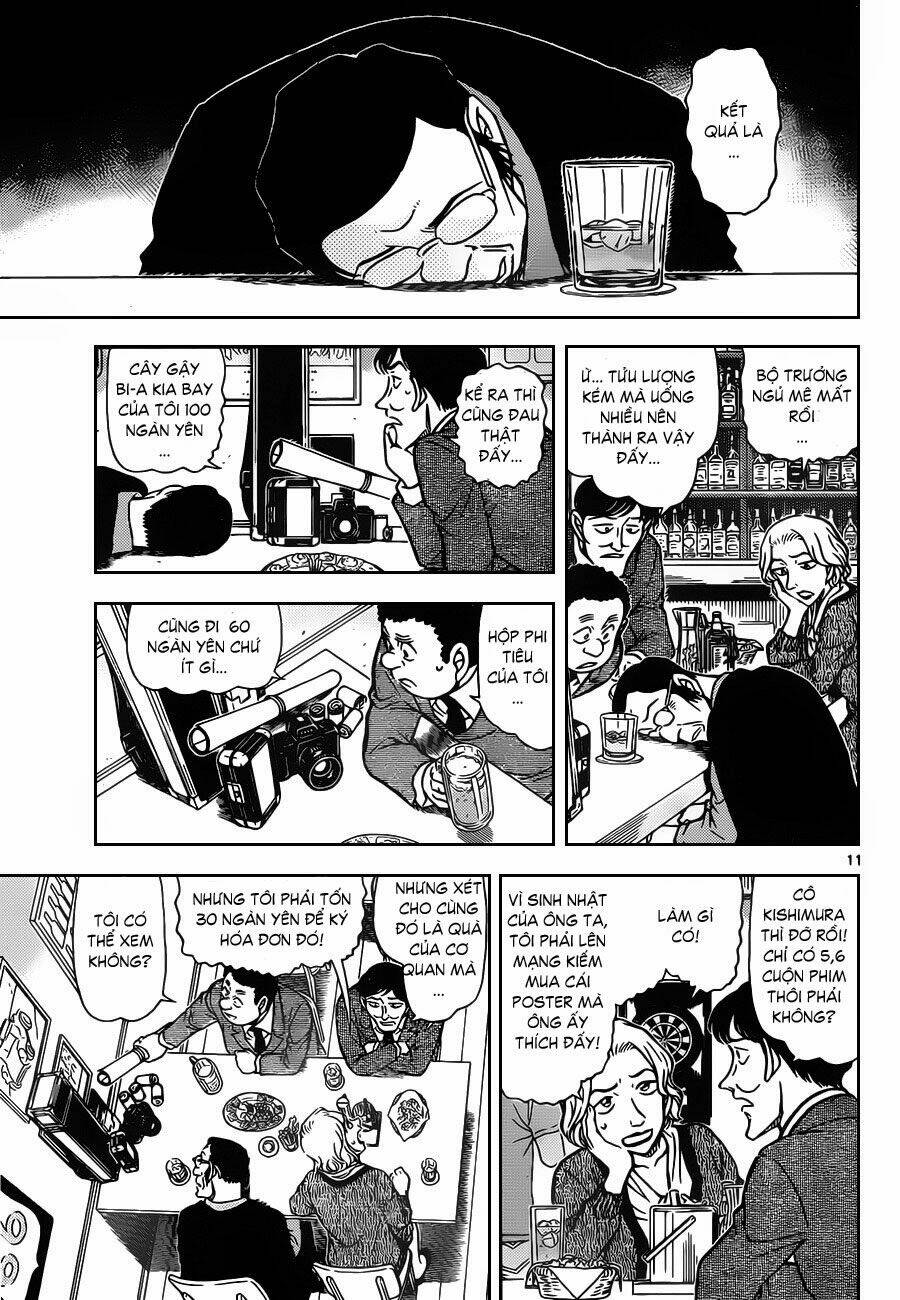 KẾT
QUẢ LÀ
...
BỘ TRƯỞNG
NGỦ MÊ MẤT
RỒI
...
Ừ... TỬU LƯỢNG
KÉM MÀ UỐNG
NHIỀU NÊN
THÀNH RA VẬY
ĐẤY...
KỂ RA THÌ
CŨNG ĐAU
THẬT
ĐẤY...
CÂY GẬY
BI-A KIA BAY
CỦA TÔI 100
NGÀN YÊN
...
HỘP PHI
TIÊU CỦA TÔI
...
CŨNG ĐI 60
NGÀN YÊN CHỨ
ÍT GÌ...
11
CÔ
KISHIMURA
THÌ ĐỠ RỒI!
CHỈ CÓ 5,6
CUỘN PHIM
THÔI PHẢI
KHÔNG?
LÀM GÌ
CÓ!
VÌ SINH NHẬT
CỦA ÔNG TA,
TÔI PHẢI LÊN
MẠNG KIẾM
MUA CÁI
POSTER MÀ
ÔNG ẤY
THÍCH ĐẤY!
NHƯNG XÉT
CHO CÙNG
ĐÓ LÀ QUÀ
CỦA CƠ
QUAN MÀ
...
NHƯNG TÔI PHẢI TỐN
30 NGÀN YÊN ĐỂ KÝ
HÓA ĐƠN ĐÓ!
TÔI CÓ
THỂ XEM
KHÔNG?